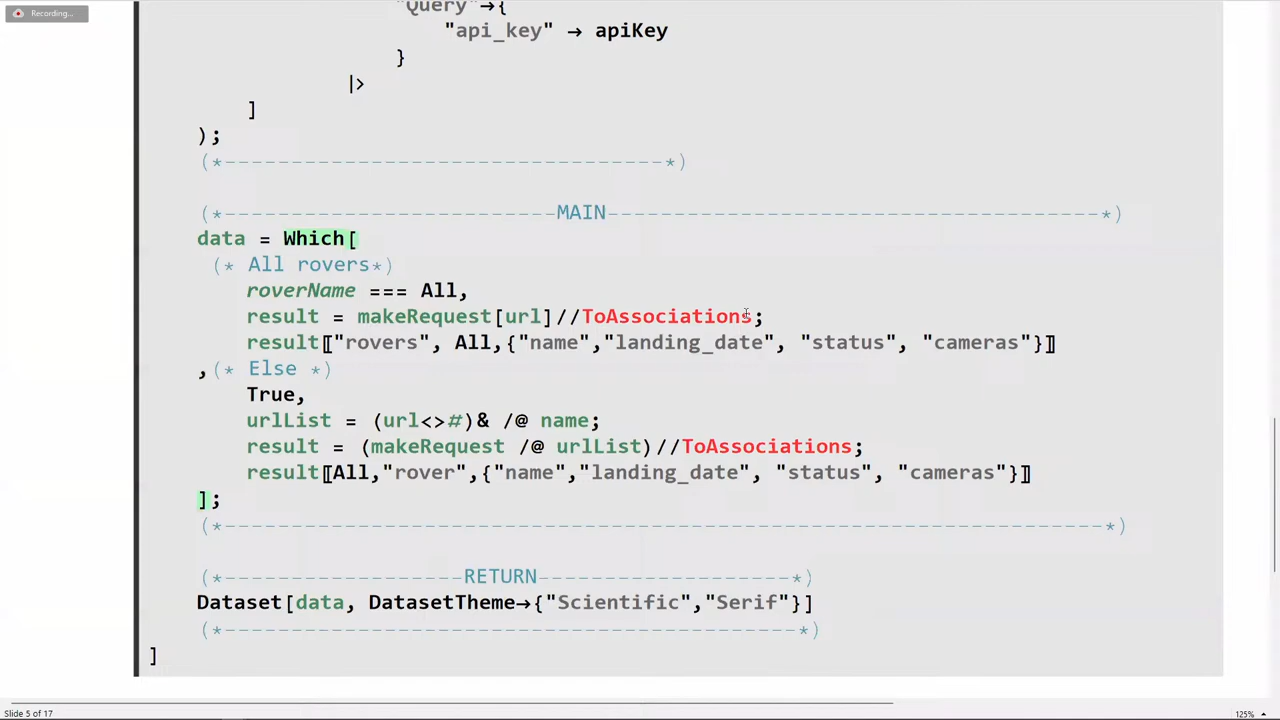 Recording...
"Query"→{
"api_key" → apiKey
}
|>
]
);
(*---------------------------------*)
(*-------------------------MAIN------------------------------------*)
data = Which[
(* All rovers*)
roverName === All,
result = makeRequest[url]//ToAssociations;
result⟦"rovers", All,{"name","landing_date", "status", "cameras"}⟧
,(* Else *)
True,
urlList = (url<>#)& /@ name;
result = (makeRequest /@ urlList)//ToAssociations;
result⟦All,"rover",{"name","landing_date", "status", "cameras"}⟧
];
(*------------------------------------------------------------------*)
(*------------------RETURN-------------------*)
Dataset[data, DatasetTheme→{"Scientific","Serif"}]
(*-------------------------------------------*)
]
Slide 5 of 17
125%